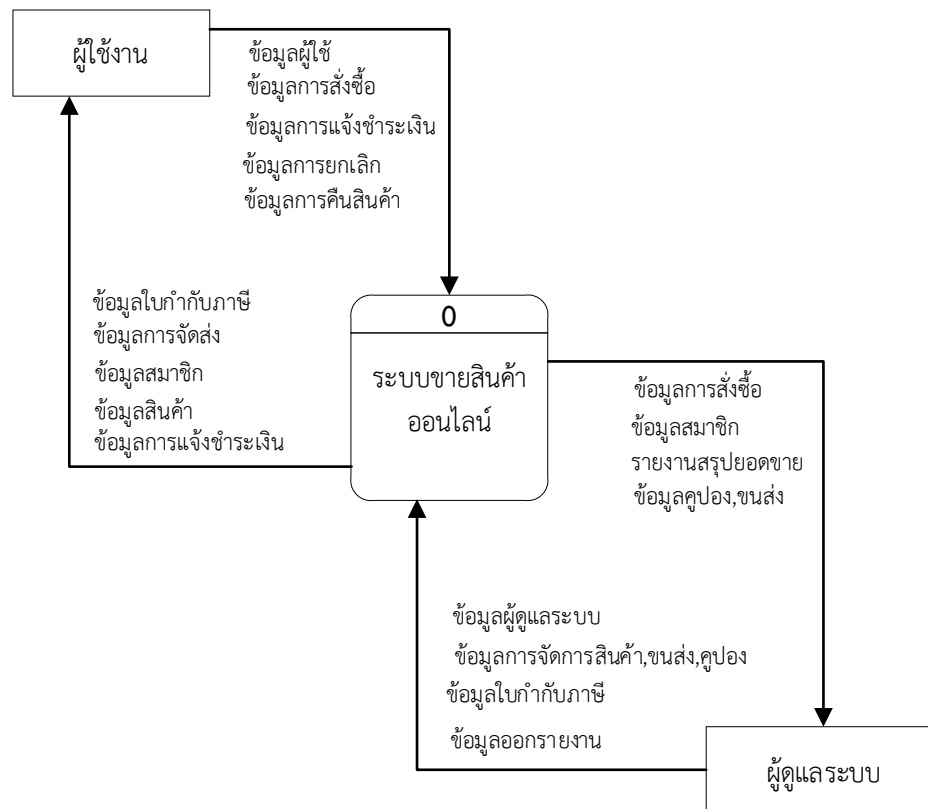 ผู้ใช้งาน
ข้อมูลผู้ใช้
ข้อมูลการสั่งซื้อ
ข้อมูลการแจ้งชำระเงิน
ข้อมูลการยกเลิก
ข้อมูลการคืนสินค้า
ข้อมูลใบกำกับภาษี
ข้อมูลการจัดส่ง
ข้อมูลสมาชิก
ข้อมูลสินค้า
ข้อมูลการแจ้งชำระเงิน
0
ระบบขายสินค้า
ออนไลน์
ข้อมูลการสั่งซื้อ
ข้อมูลสมาชิก
รายงานสรุปยอดขาย
ข้อมูลคูปอง,ขนส่ง
ข้อมูลผู้ดูแลระบบ
ข้อมูลการจัดการสินค้า,ขนส่ง,คูปอง
ข้อมูลใบกำกับภาษี
ข้อมูลออกรายงาน
ผู้ดูแลระบบ